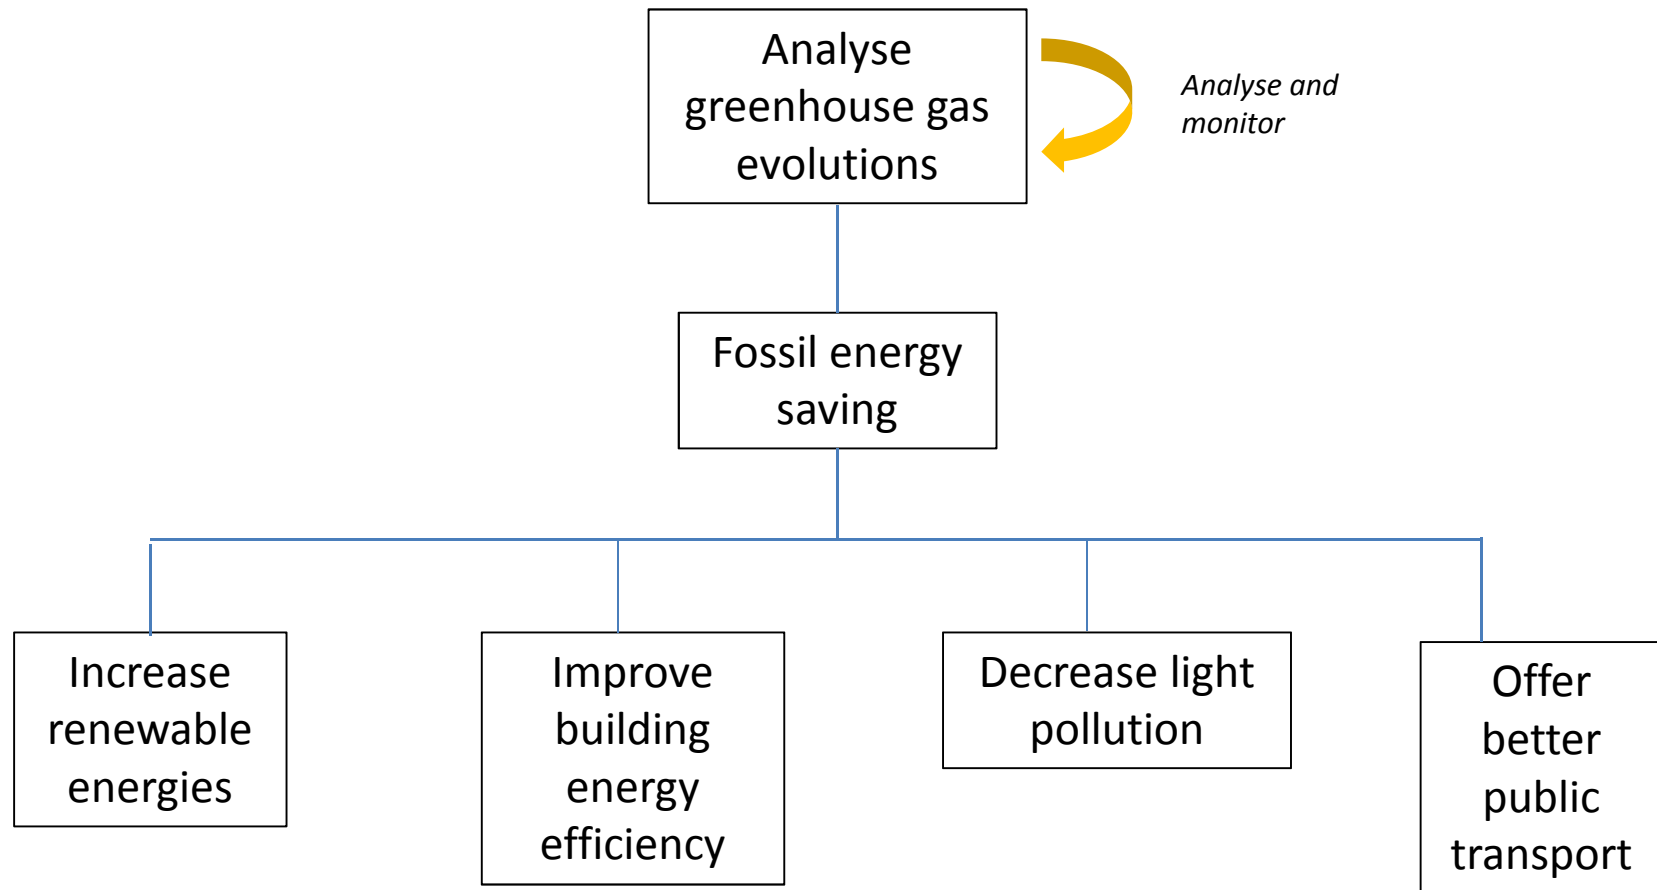 Analyse
greenhouse gas
evolutions
Analyse and
monitor
Fossil energy
saving
Increase
renewable
energies
Improve
building
energy
efficiency
Decrease light
pollution
Offer
better
public
transport